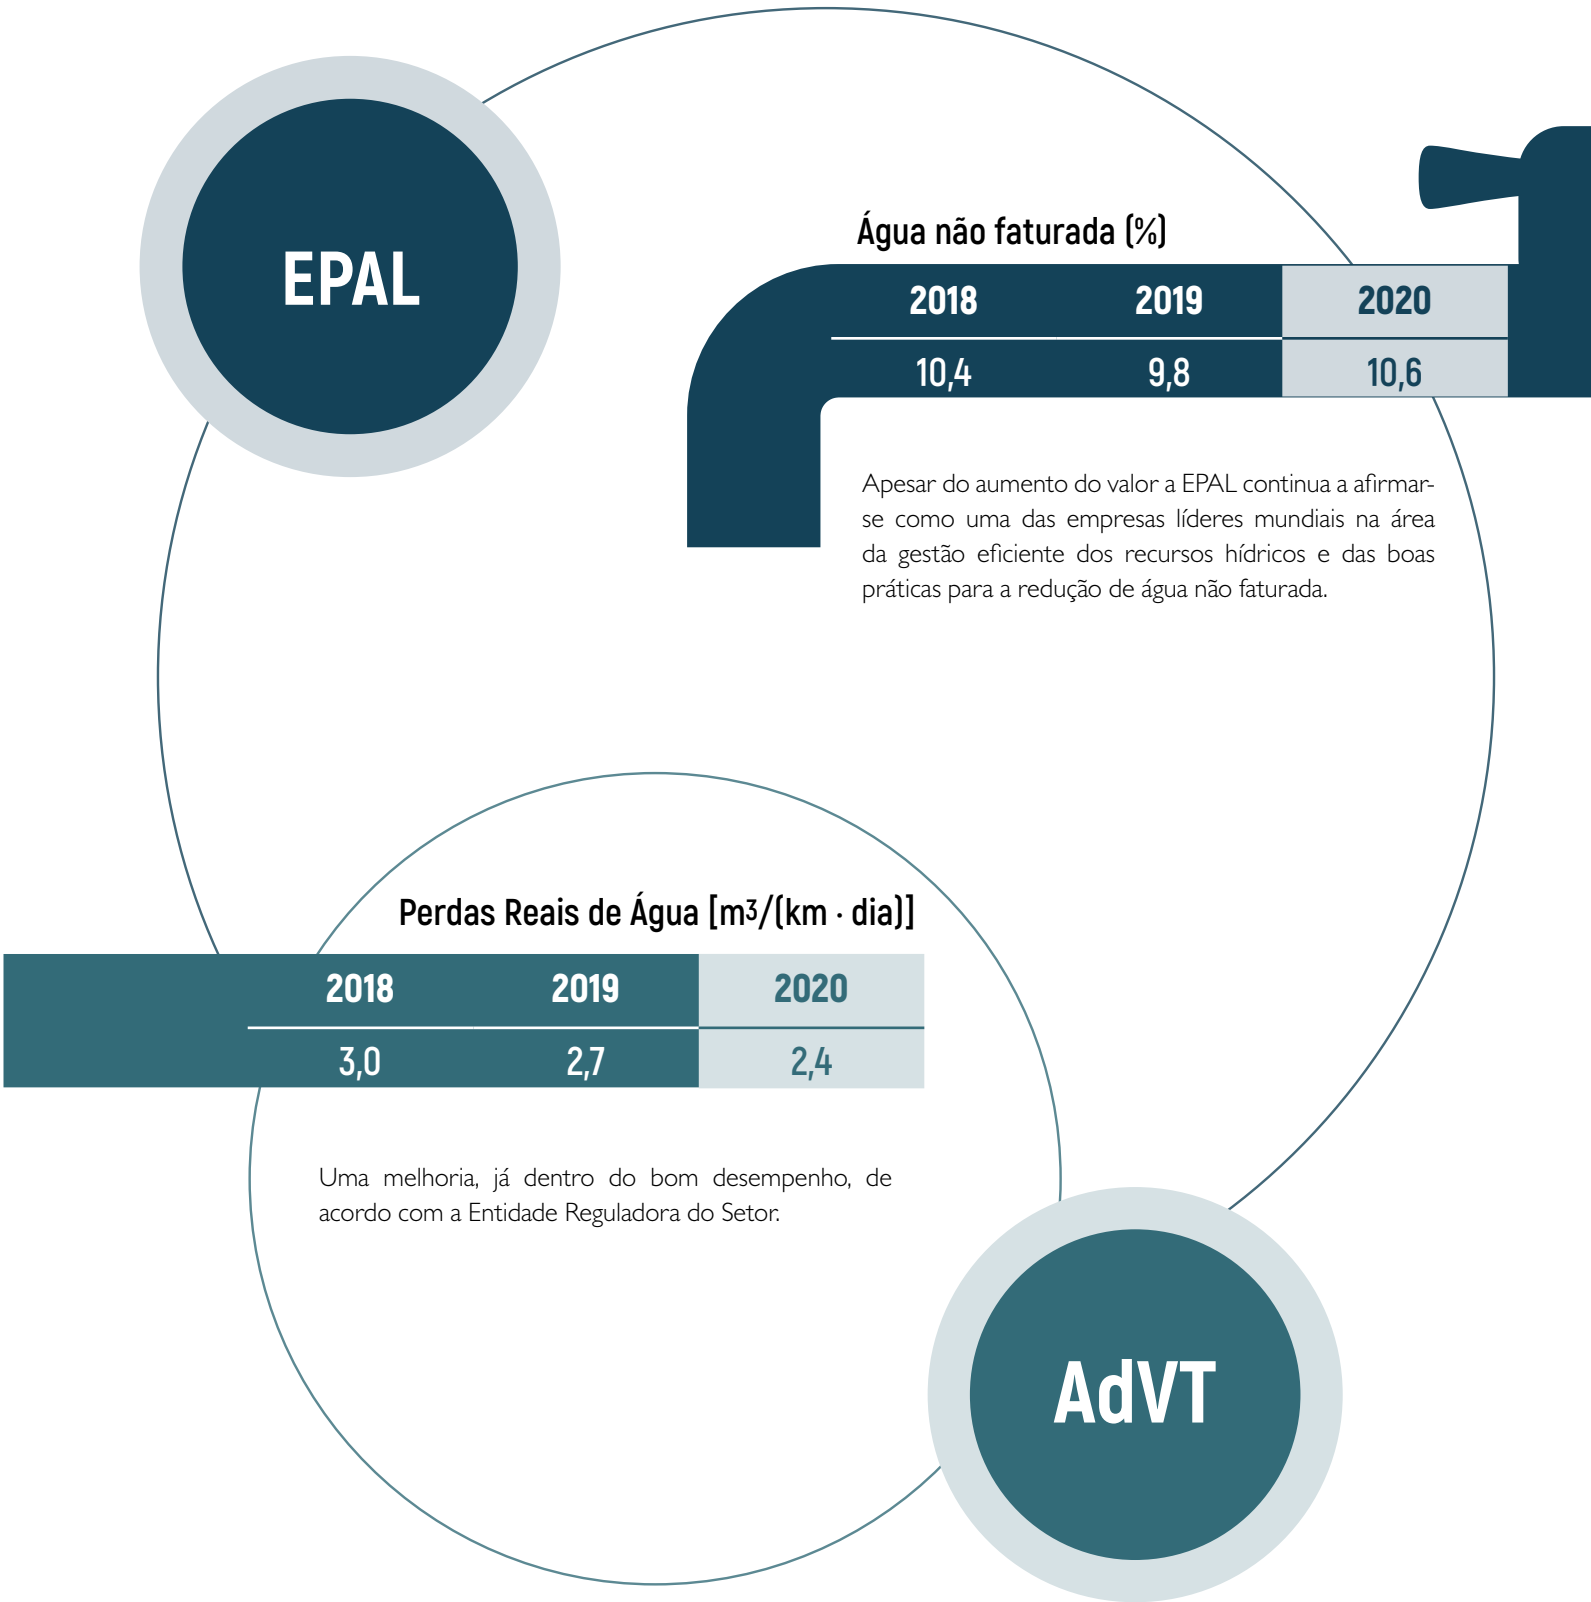 EPAL
Água não faturada (%)
2018 2019 2020
10,4 9,8 10,6
Apesar do aumento do valor a EPAL continua a afirmar-
se como uma das empresas líderes mundiais na área
da gestão eficiente dos recursos hídricos e das boas
práticas para a redução de água não faturada.
Perdas Reais de Água [m³/(km · dia)]
2018 2019 2020
3,0 2,7 2,4
Uma melhoria, já dentro do bom desempenho, de
acordo com a Entidade Reguladora do Setor.
AdVT